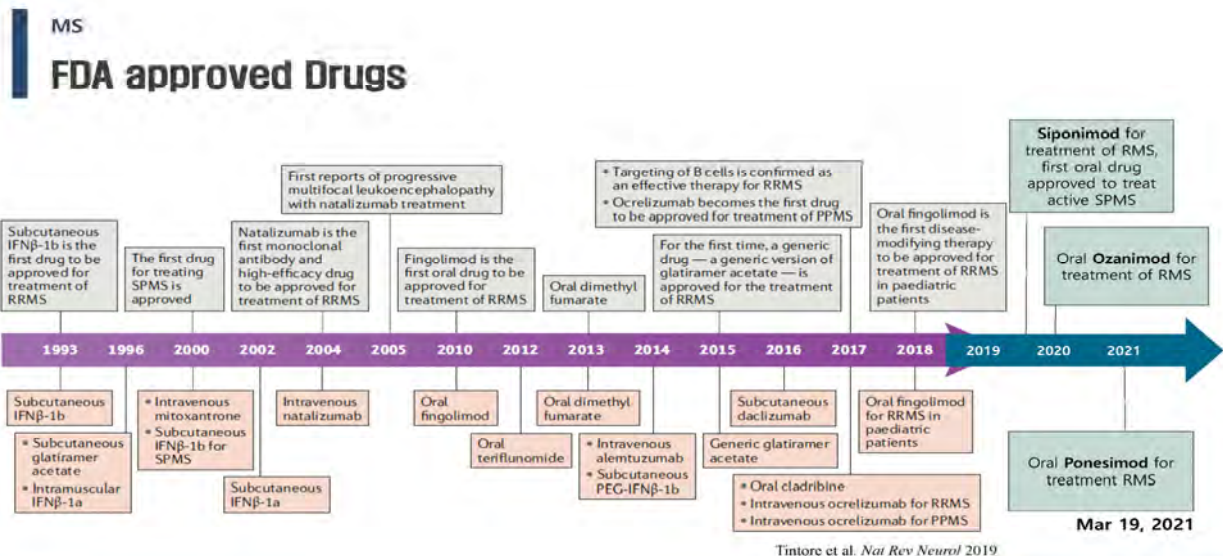 MS
FDA approved Drugs
Siponimod for
treatment of RMS,
first oral drug
approved to treat
active SPMS
First reports of progressive
multifocal leukoencephalopathy
with natalizumab treatment
• Targeting of B cells is confirmed as
an effective therapy for RRMS
• Ocrelizumab becomes the first drug
to be approved for treatment of PPMS
Subcutaneous
IFNβ-1b is the
first drug to be
approved for
treatment of
RRMS
The first drug
for treating
SPMS is
approved
Natalizumab is the
first monoclonal
antibody and
high-efficacy drug
to be approved for
treatment of RRMS
Fingolimod is the
first oral drug to be
approved for
treatment of RRMS
Oral dimethyl
fumarate
For the first time, a generic
drug — a generic version of
glatiramer acetate — is
approved for the treatment
of RRMS
Oral fingolimod is
the first disease-
modifying therapy
to be approved for
treatment of RRMS
in paediatric
patients
Oral Ozanimod for
treatment of RMS
1993 1996 2000 2002 2004 2005 2010 2012 2013 2014 2015 2016 2017 2018 2019 2020 2021
Subcutaneous
IFNβ-1b
• Subcutaneous
glatiramer
acetate
• Intramuscular
IFNβ-1a
• Intravenous
mitoxantrone
• Subcutaneous
IFNβ-1b for
SPMS
Subcutaneous
IFNβ-1a
Intravenous
natalizumab
Oral
fingolimod
Oral
teriflunomide
Oral dimethyl
fumarate
• Intravenous
alemtuzumab
• Subcutaneous
PEG-IFNβ-1b
Generic glatiramer
acetate
Subcutaneous
daclizumab
• Oral cladribine
• Intravenous ocrelizumab for RRMS
• Intravenous ocrelizumab for PPMS
Oral fingolimod
for RRMS in
paediatric
patients
Oral Ponesimod for
treatment RMS
Mar 19, 2021
Tintore et al. Nat Rev Neurol 2019